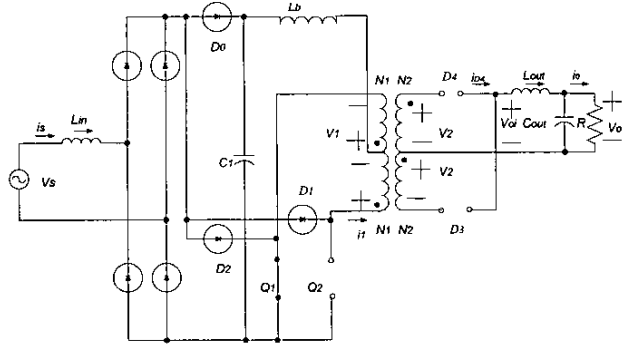 Lb
D0
N1 N2 D4 iD4 Lout io
is Lin
V1 V2 Voi Cout R Vo
C1
Vs
V2
D1
i1 N1 N2 D3
D2
Q1 Q2